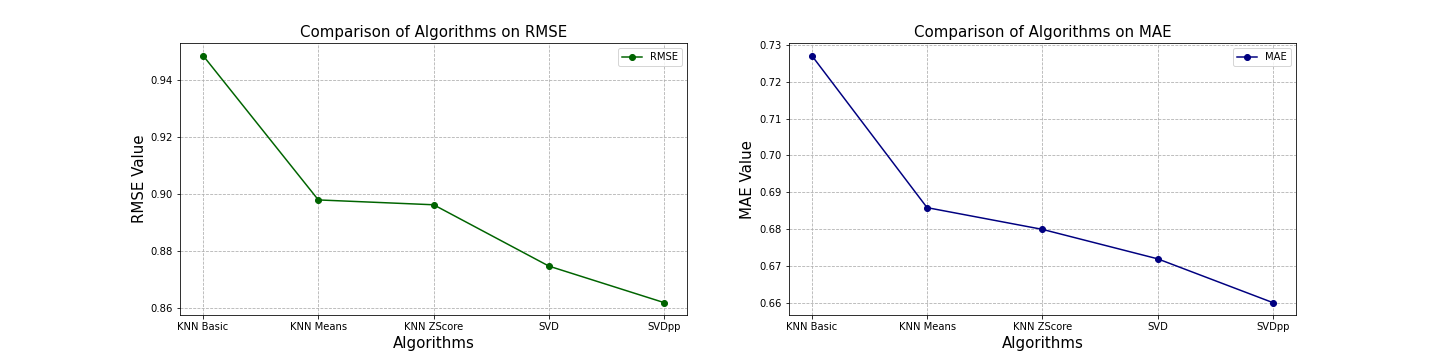 Comparison of Algorithms on RMSE
RMSE
0.94
0.92
0.90
0.88
0.86
RMSE Value
KNN Basic KNN Means KNN ZScore SVD SVDpp
Algorithms
Comparison of Algorithms on MAE
MAE
0.73
0.72
0.71
0.70
0.69
0.68
0.67
0.66
MAE Value
KNN Basic KNN Means KNN ZScore SVD SVDpp
Algorithms